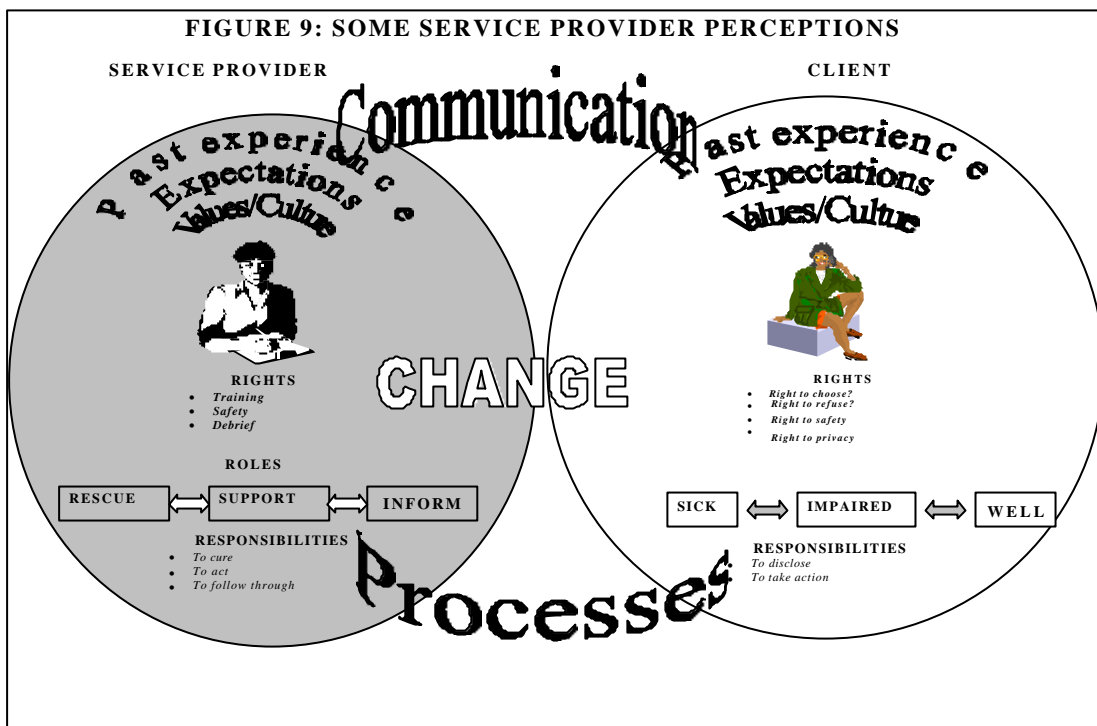 FIGURE 9: SOME SERVICE PROVIDER PERCEPTIONS
SERVICE PROVIDER
CLIENT
Communication
Past experience
Expectations
Values/Culture
Past experience
Expectations
Values/Culture
CHANGE
RIGHTS
• Training
• Safety
• Debrief
ROLES
RESCUE
SUPPORT
INFORM
RESPONSIBILITIES
• To cure
• To act
• To follow through
RIGHTS
• Right to choose?
• Right to refuse?
• Right to safety
• Right to privacy
SICK
IMPAIRED
WELL
RESPONSIBILITIES
To disclose
To take action
Processes